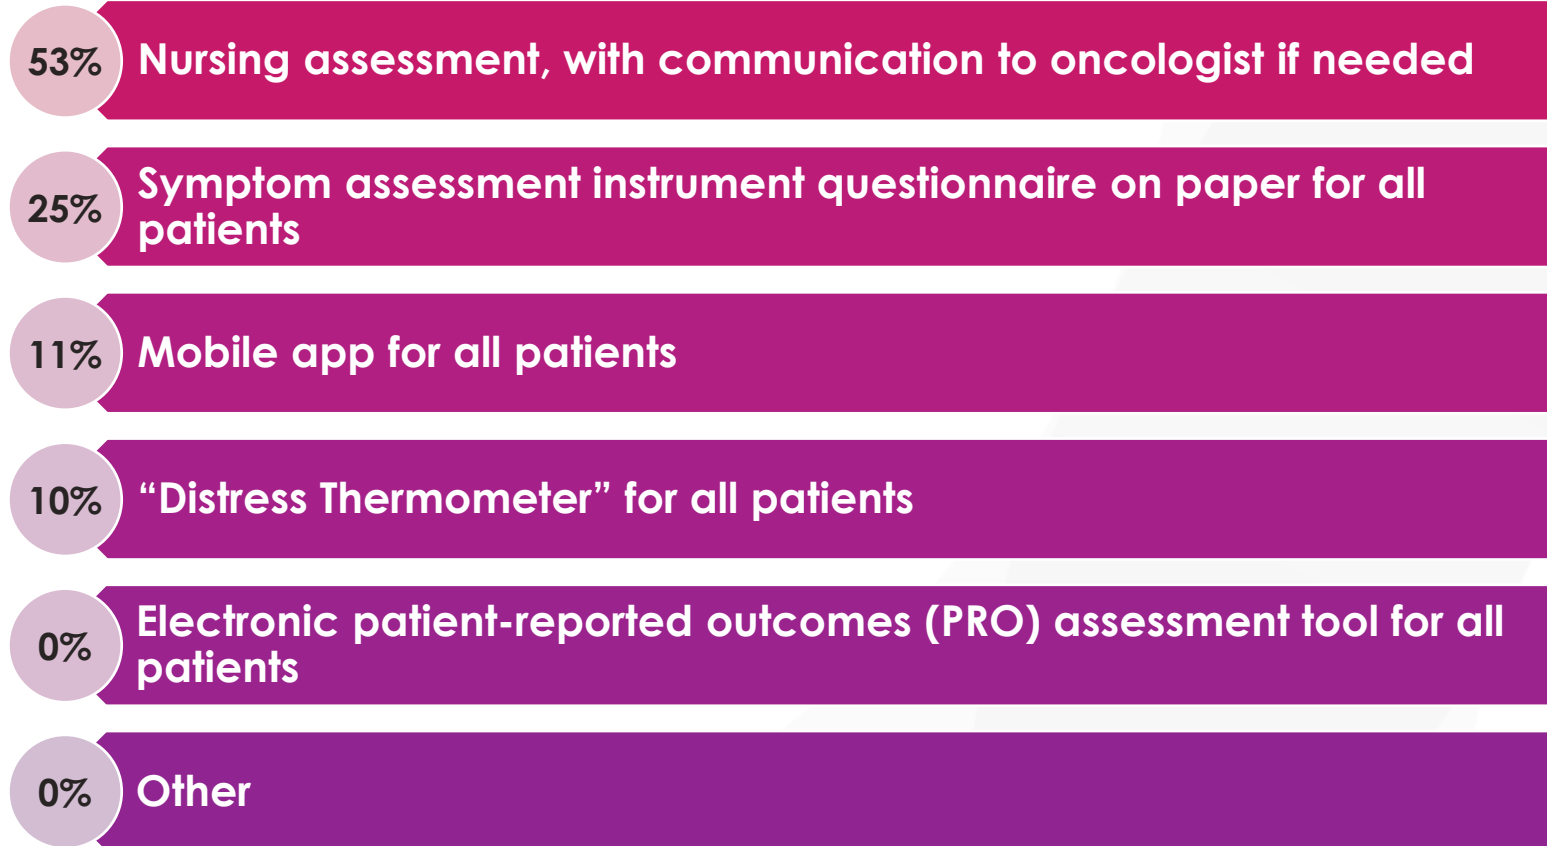 53%
Nursing assessment, with communication to oncologist if needed
25%
Symptom assessment instrument questionnaire on paper for all
patients
11%
Mobile app for all patients
10%
“Distress Thermometer” for all patients
0%
Electronic patient-reported outcomes (PRO) assessment tool for all
patients
0%
Other